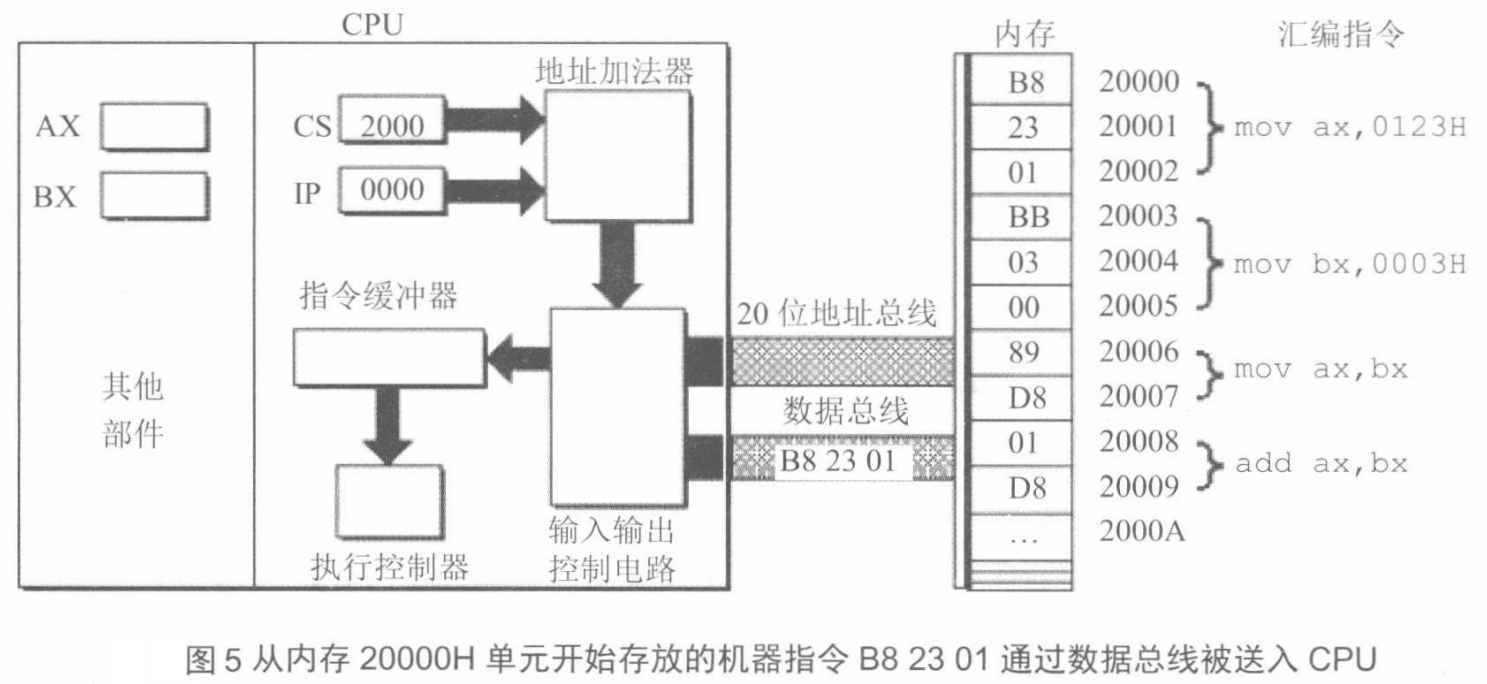 CPU
内存
汇编指令
地址加法器
AX
BX
CS
2000
IP
0000
B8
20000
23
20001
mov ax,0123H
01
20002
BB
20003
03
20004
mov bx,0003H
00
20005
89
20006
mov ax,bx
D8
20007
01
20008
add ax,bx
D8
20009
…
2000A
指令缓冲器
20 位地址总线
数据总线
B8 23 01
其他
部件
执行控制器
输入输出
控制电路
图 5 从内存 20000H 单元开始存放的机器指令 B8 23 01 通过数据总线被送入 CPU